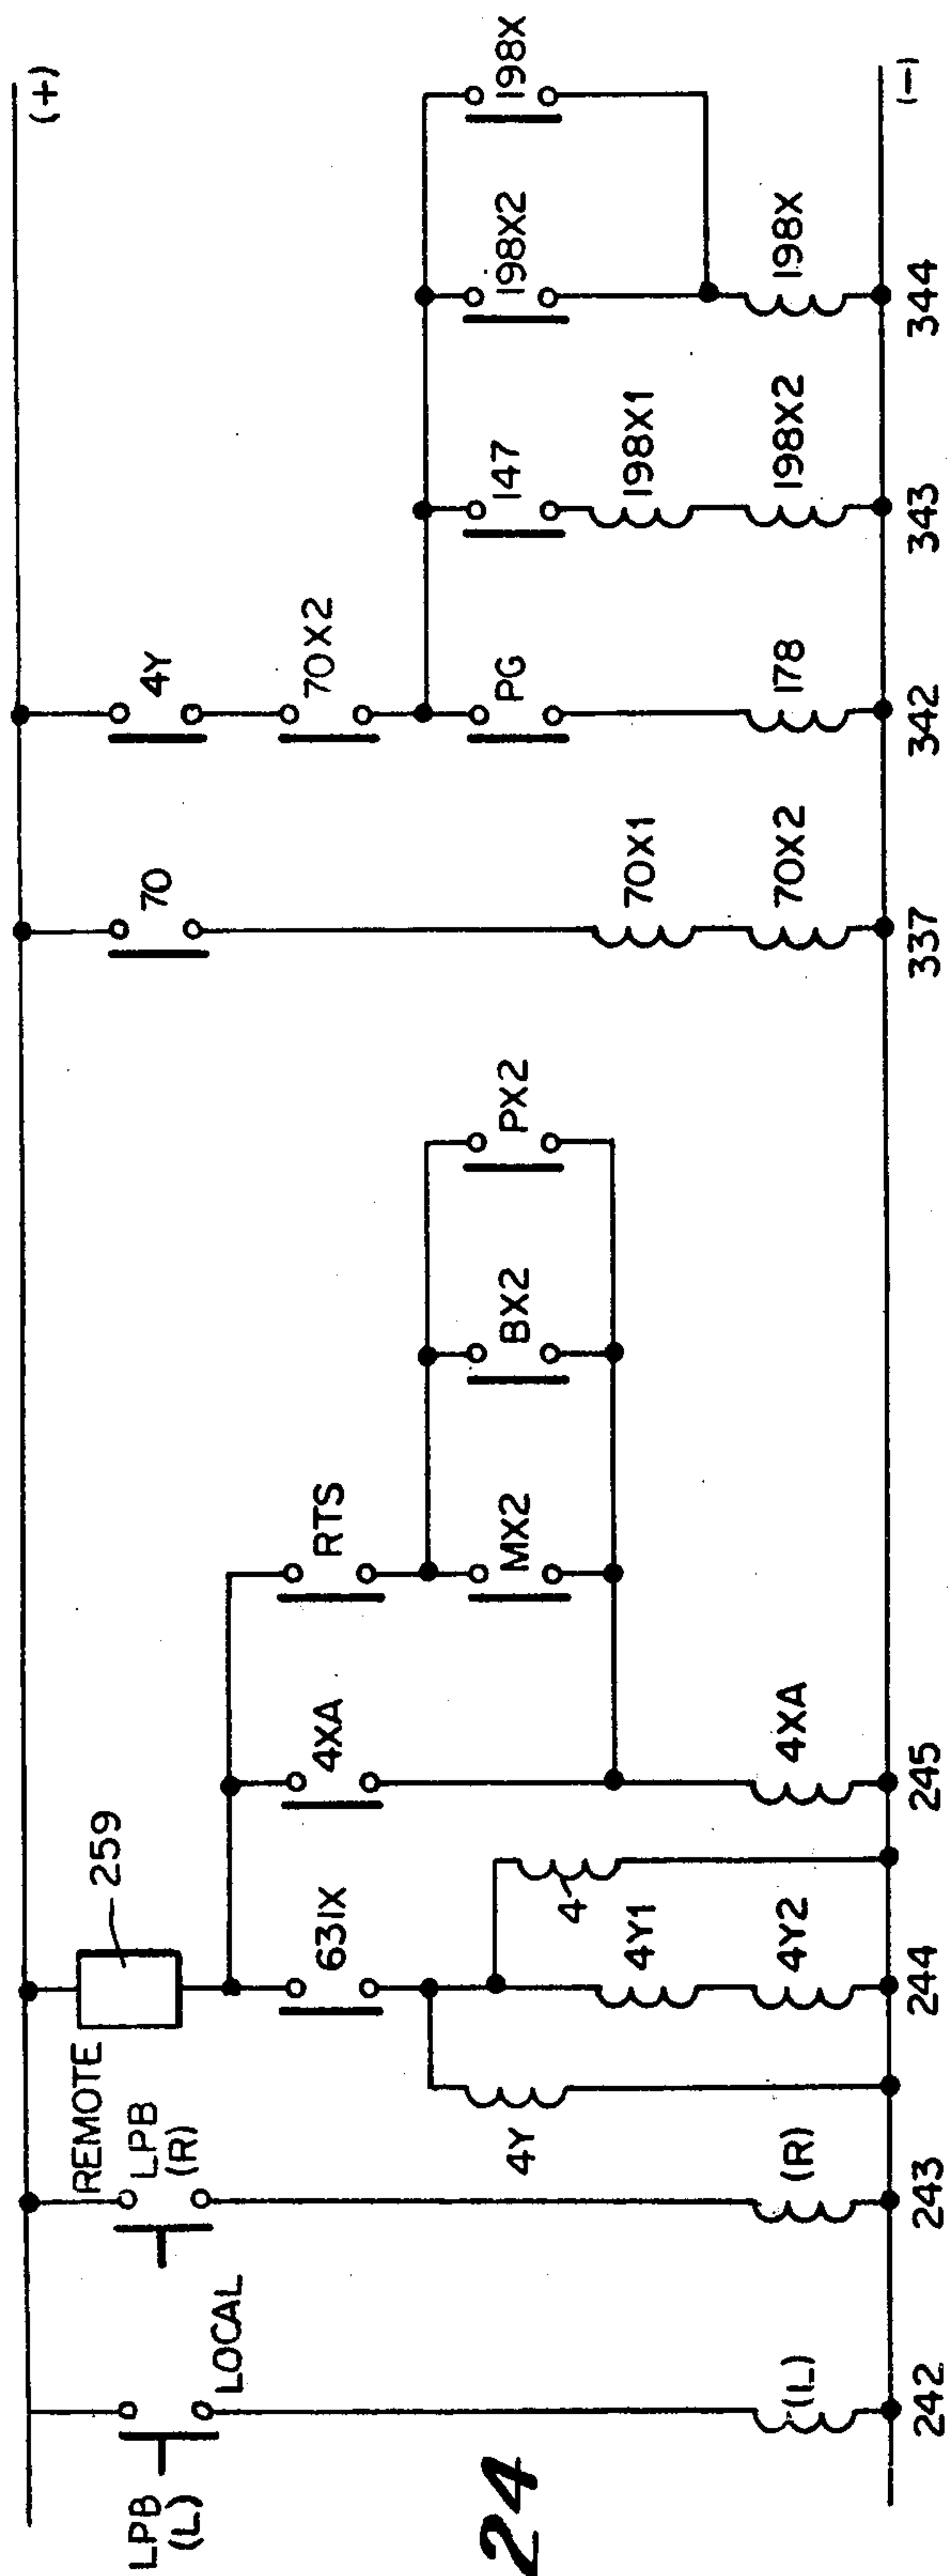 (+)
LPB
(L)
LOCAL
REMOTE
LPB
(R)
259
631X
4XA
RTS
MX2
BX2
PX2
70
4Y
70X2
PG
147
198X2
198X
4Y
4
4Y1
4Y2
4XA
70X1
70X2
178
198X1
198X2
198X
(L)
(R)
(-)
242
243
244
245
337
342
343
344
24